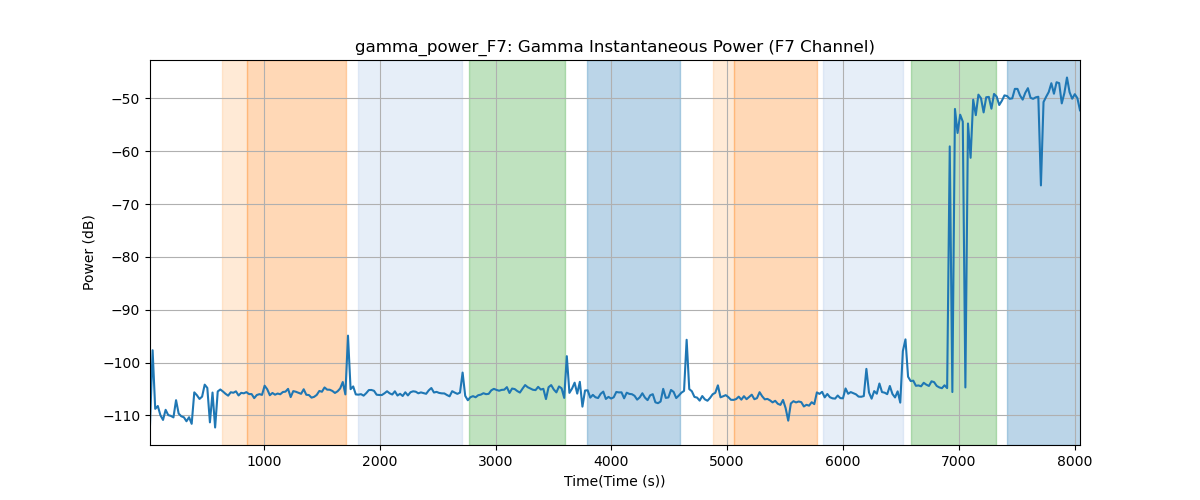 gamma_power_F7: Gamma Instantaneous Power (F7 Channel)
Power (dB)
−50
−60
−70
−80
−90
−100
−110
1000 2000 3000 4000 5000 6000 7000 8000
Time(Time (s))